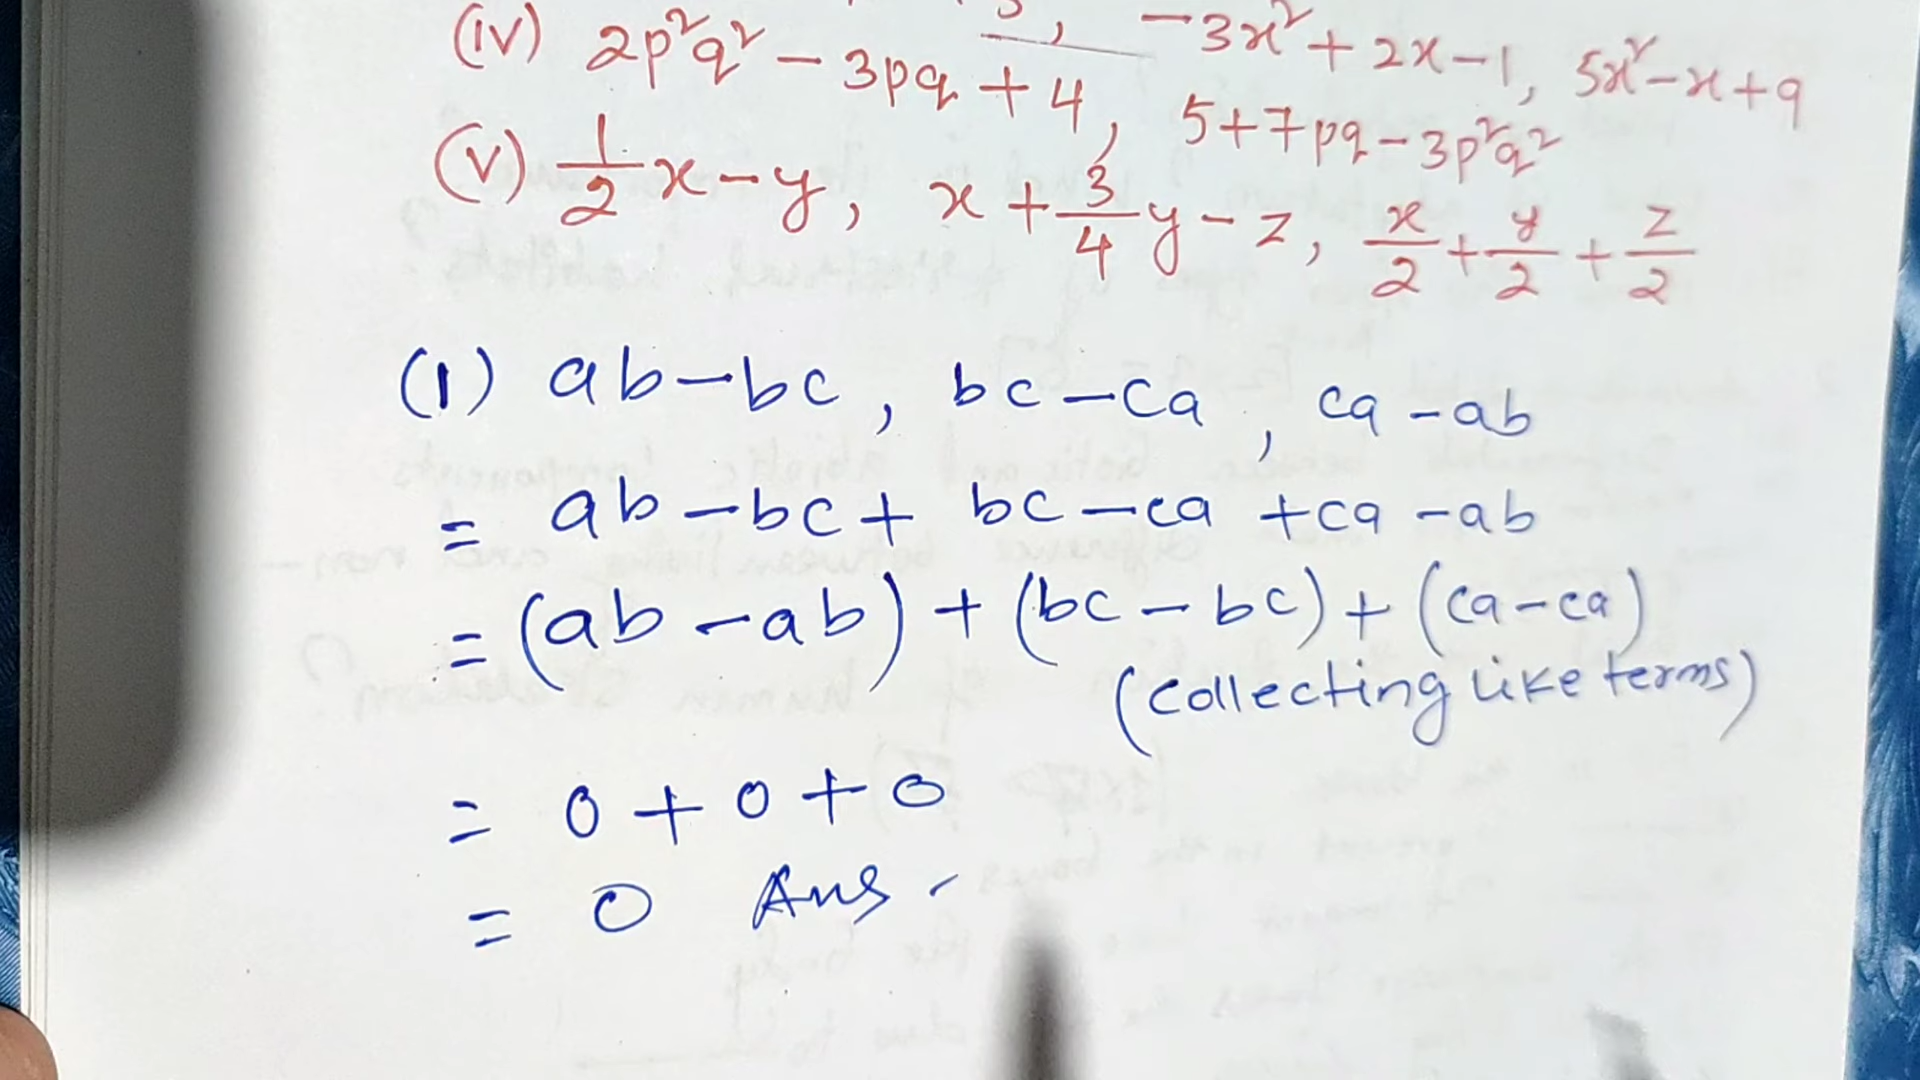 3, -3x² + 2x - 1, 5x² - x + 9
(iv) 2p²q² - 3pq + 4, 5 + 7pq - 3p²q²
(v) 1/2 x - y, x + 3/4 y - z, x/2 + y/2 + z/2
(1) ab - bc, bc - ca, ca - ab
= ab - bc + bc - ca + ca - ab
= (ab - ab) + (bc - bc) + (ca - ca)
(collecting like terms)
= 0 + 0 + 0
= 0 Ans -